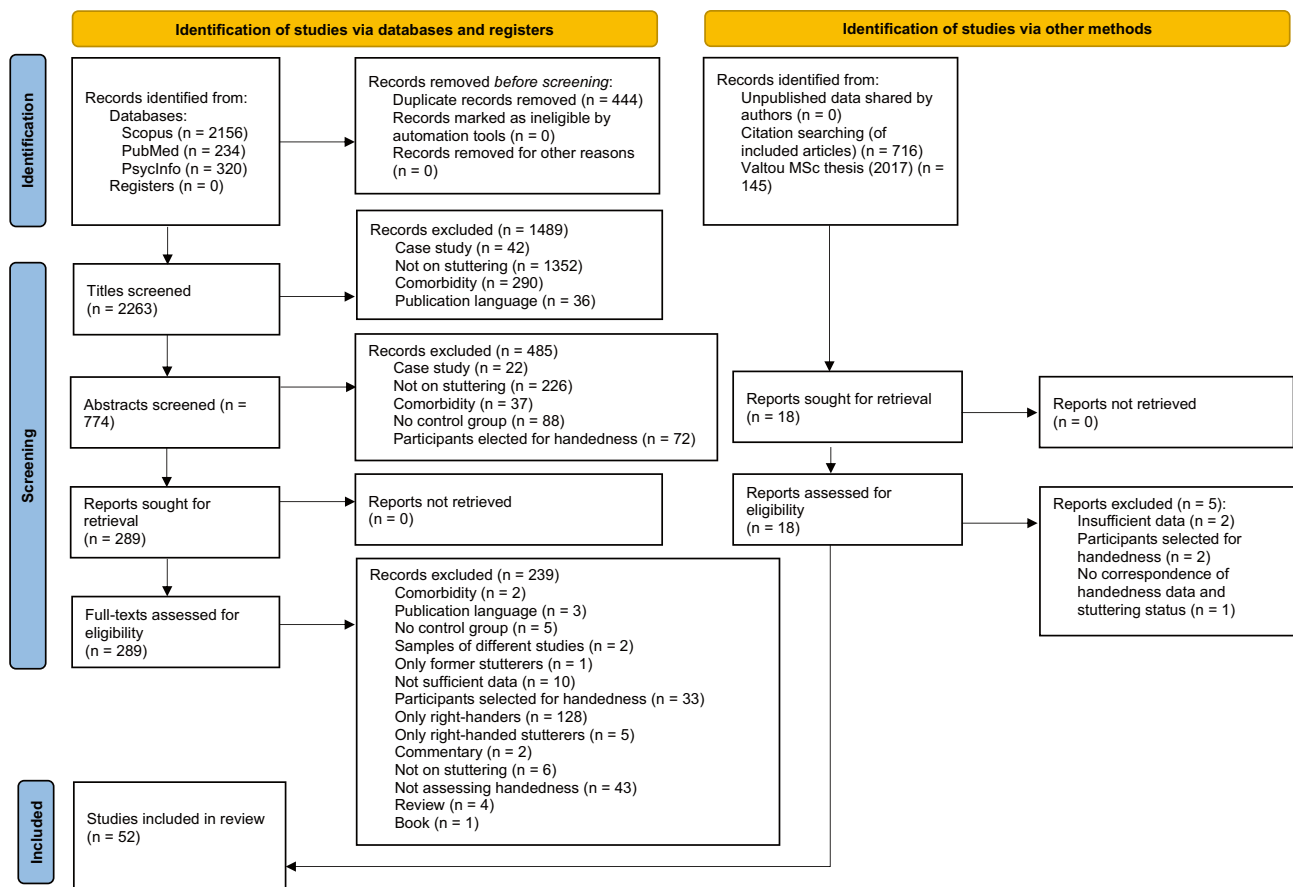 Identification of studies via databases and registers
Identification of studies via other methods
Identification
Records identified from:
Databases:
Scopus (n = 2156)
PubMed (n = 234)
PsycInfo (n = 320)
Registers (n = 0)
Records removed before screening:
Duplicate records removed (n = 444)
Records marked as ineligible by
automation tools (n = 0)
Records removed for other reasons
(n = 0)
Records identified from:
Unpublished data shared by
authors (n = 0)
Citation searching (of
included articles) (n = 716)
Valtou MSc thesis (2017) (n =
145)
Screening
Titles screened
(n = 2263)
Records excluded (n = 1489)
Case study (n = 42)
Not on stuttering (n = 1352)
Comorbidity (n = 290)
Publication language (n = 36)
Abstracts screened (n =
774)
Records excluded (n = 485)
Case study (n = 22)
Not on stuttering (n = 226)
Comorbidity (n = 37)
No control group (n = 88)
Participants elected for handedness (n = 72)
Reports sought for retrieval
(n = 18)
Reports not retrieved
(n = 0)
Reports sought for
retrieval
(n = 289)
Reports not retrieved
(n = 0)
Reports assessed for
eligibility
(n = 18)
Reports excluded (n = 5):
Insufficient data (n = 2)
Participants selected for
handedness (n = 2)
No correspondence of
handedness data and
stuttering status (n = 1)
Full-texts assessed for
eligibility
(n = 289)
Records excluded (n = 239)
Comorbidity (n = 2)
Publication language (n = 3)
No control group (n = 5)
Samples of different studies (n = 2)
Only former stutterers (n = 1)
Not sufficient data (n = 10)
Participants selected for handedness (n = 33)
Only right-handers (n = 128)
Only right-handed stutterers (n = 5)
Commentary (n = 2)
Not on stuttering (n = 6)
Not assessing handedness (n = 43)
Review (n = 4)
Book (n = 1)
Included
Studies included in review
(n = 52)